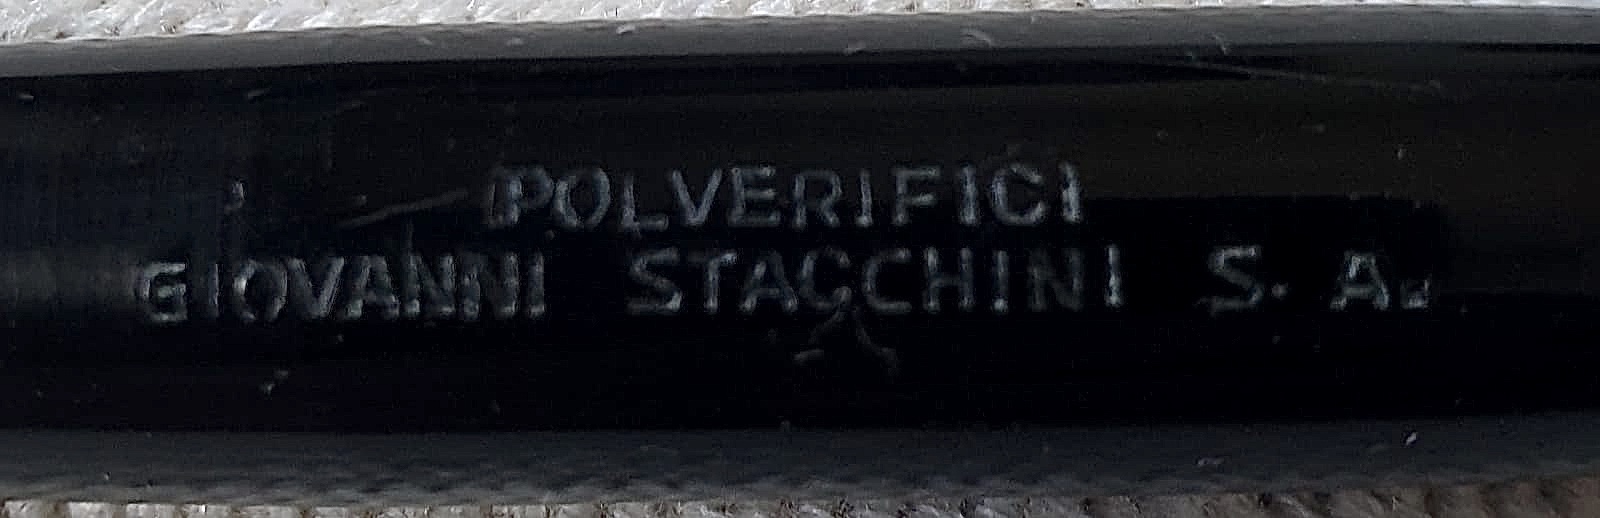 POLVERIFICI
GIOVANNI STACCHINI S. A.